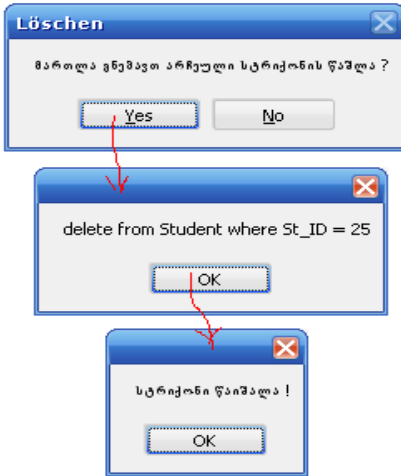 Löschen
მართლა გნებავთ არჩეული სტრიქონის წაშლა ?
Yes
No
delete from Student where St_ID = 25
OK
სტრიქონი წაიშალა !
OK